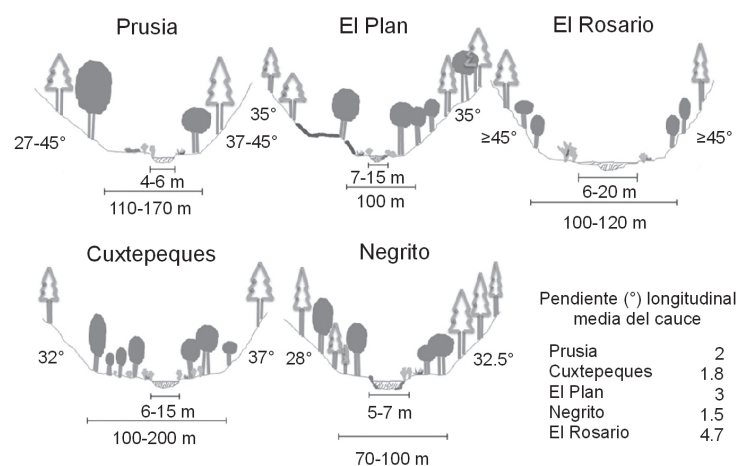 Prusia
27-45°
37-45°
4-6 m
110-170 m
El Plan
35°
35°
7-15 m
100 m
El Rosario
≥45°
≥45°
6-20 m
100-120 m
Cuxtepeques
32°
37°
6-15 m
100-200 m
Negrito
28°
32.5°
5-7 m
70-100 m
Pendiente (°) longitudinal
media del cauce
Prusia 2
Cuxtepeques 1.8
El Plan 3
Negrito 1.5
El Rosario 4.7